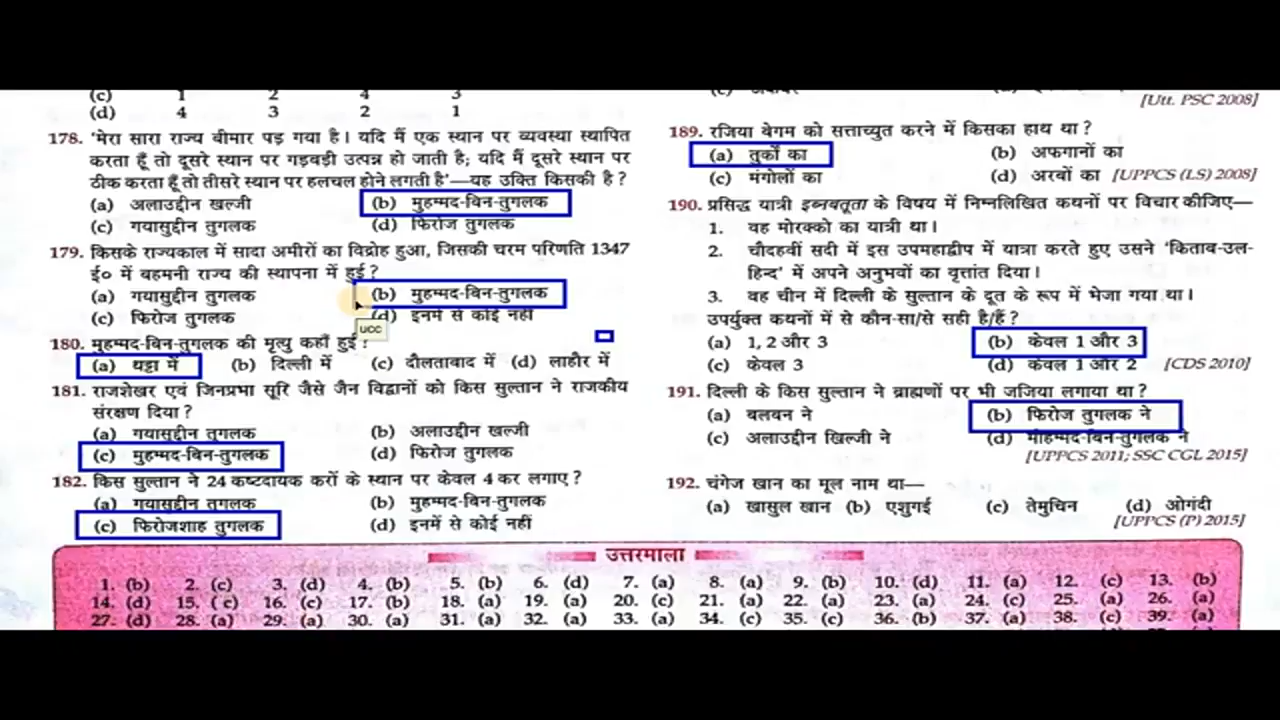 (c) 1 2 4 3
(d) 4 3 2 1
178. 'मेरा सारा राज्य बीमार पड़ गया है। यदि मैं एक स्थान पर व्यवस्था स्थापित
करता हूँ तो दूसरे स्थान पर गड़बड़ी उत्पन्न हो जाती है; यदि मैं दूसरे स्थान पर
ठीक करता हूँ तो तीसरे स्थान पर हलचल होने लगती है'—यह उक्ति किसकी है ?
(a) अलाउद्दीन खल्जी (b) मुहम्मद-बिन-तुगलक
(c) गयासुद्दीन तुगलक (d) फिरोज तुगलक
179. किसके राज्यकाल में सादा अमीरों का विद्रोह हुआ, जिसकी चरम परिणति 1347
ई० में बहमनी राज्य की स्थापना में हुई ?
(a) गयासुद्दीन तुगलक (b) मुहम्मद-बिन-तुगलक
(c) फिरोज तुगलक (d) इनमें से कोई नहीं
ucc
180. मुहम्मद-बिन-तुगलक की मृत्यु कहाँ हुई ?
(a) थट्टा में (b) दिल्ली में (c) दौलताबाद में (d) लाहौर में
181. राजशेखर एवं जिनप्रभा सूरि जैसे जैन विद्वानों को किस सुल्तान ने राजकीय
संरक्षण दिया ?
(a) गयासुद्दीन तुगलक (b) अलाउद्दीन खल्जी
(c) मुहम्मद-बिन-तुगलक (d) फिरोज तुगलक
182. किस सुल्तान ने 24 कष्टदायक करों के स्थान पर केवल 4 कर लगाए ?
(a) गयासुद्दीन तुगलक (b) मुहम्मद-बिन-तुगलक
(c) फिरोजशाह तुगलक (d) इनमें से कोई नहीं
[Utt. PSC 2008]
189. रजिया बेगम को सत्ताच्युत करने में किसका हाथ था ?
(a) तुर्कों का (b) अफगानों का
(c) मंगोलों का (d) अरबों का [UPPCS (LS) 2008]
190. प्रसिद्ध यात्री इब्नबतूता के विषय में निम्नलिखित कथनों पर विचार कीजिए—
1. वह मोरक्को का यात्री था।
2. चौदहवीं सदी में इस उपमहाद्वीप में यात्रा करते हुए उसने 'किताब-उल-
हिन्द' में अपने अनुभवों का वृत्तांत दिया।
3. वह चीन में दिल्ली के सुल्तान के दूत के रूप में भेजा गया था।
उपर्युक्त कथनों में से कौन-सा/से सही है/हैं ?
(a) 1, 2 और 3 (b) केवल 1 और 3
(c) केवल 3 (d) केवल 1 और 2 [CDS 2010]
191. दिल्ली के किस सुल्तान ने ब्राह्मणों पर भी जजिया लगाया था ?
(a) बलबन ने (b) फिरोज तुगलक ने
(c) अलाउद्दीन खिल्जी ने (d) मोहम्मद-बिन-तुगलक ने
[UPPCS 2011; SSC CGL 2015]
192. चंगेज खान का मूल नाम था—
(a) खासुल खान (b) एशुगई (c) तेमुचिन (d) ओगंदी
[UPPCS (P) 2015]
उत्तरमाला
1. (b) 2. (c) 3. (d) 4. (b) 5. (b) 6. (d) 7. (a) 8. (a) 9. (b) 10. (d) 11. (a) 12. (c) 13. (b)
14. (d) 15. (c) 16. (c) 17. (b) 18. (a) 19. (a) 20. (c) 21. (a) 22. (a) 23. (a) 24. (c) 25. (a) 26. (a)
27. (d) 28. (a) 29. (a) 30. (a) 31. (a) 32. (a) 33. (a) 34. (c) 35. (c) 36. (b) 37. (a) 38. (c) 39. (a)